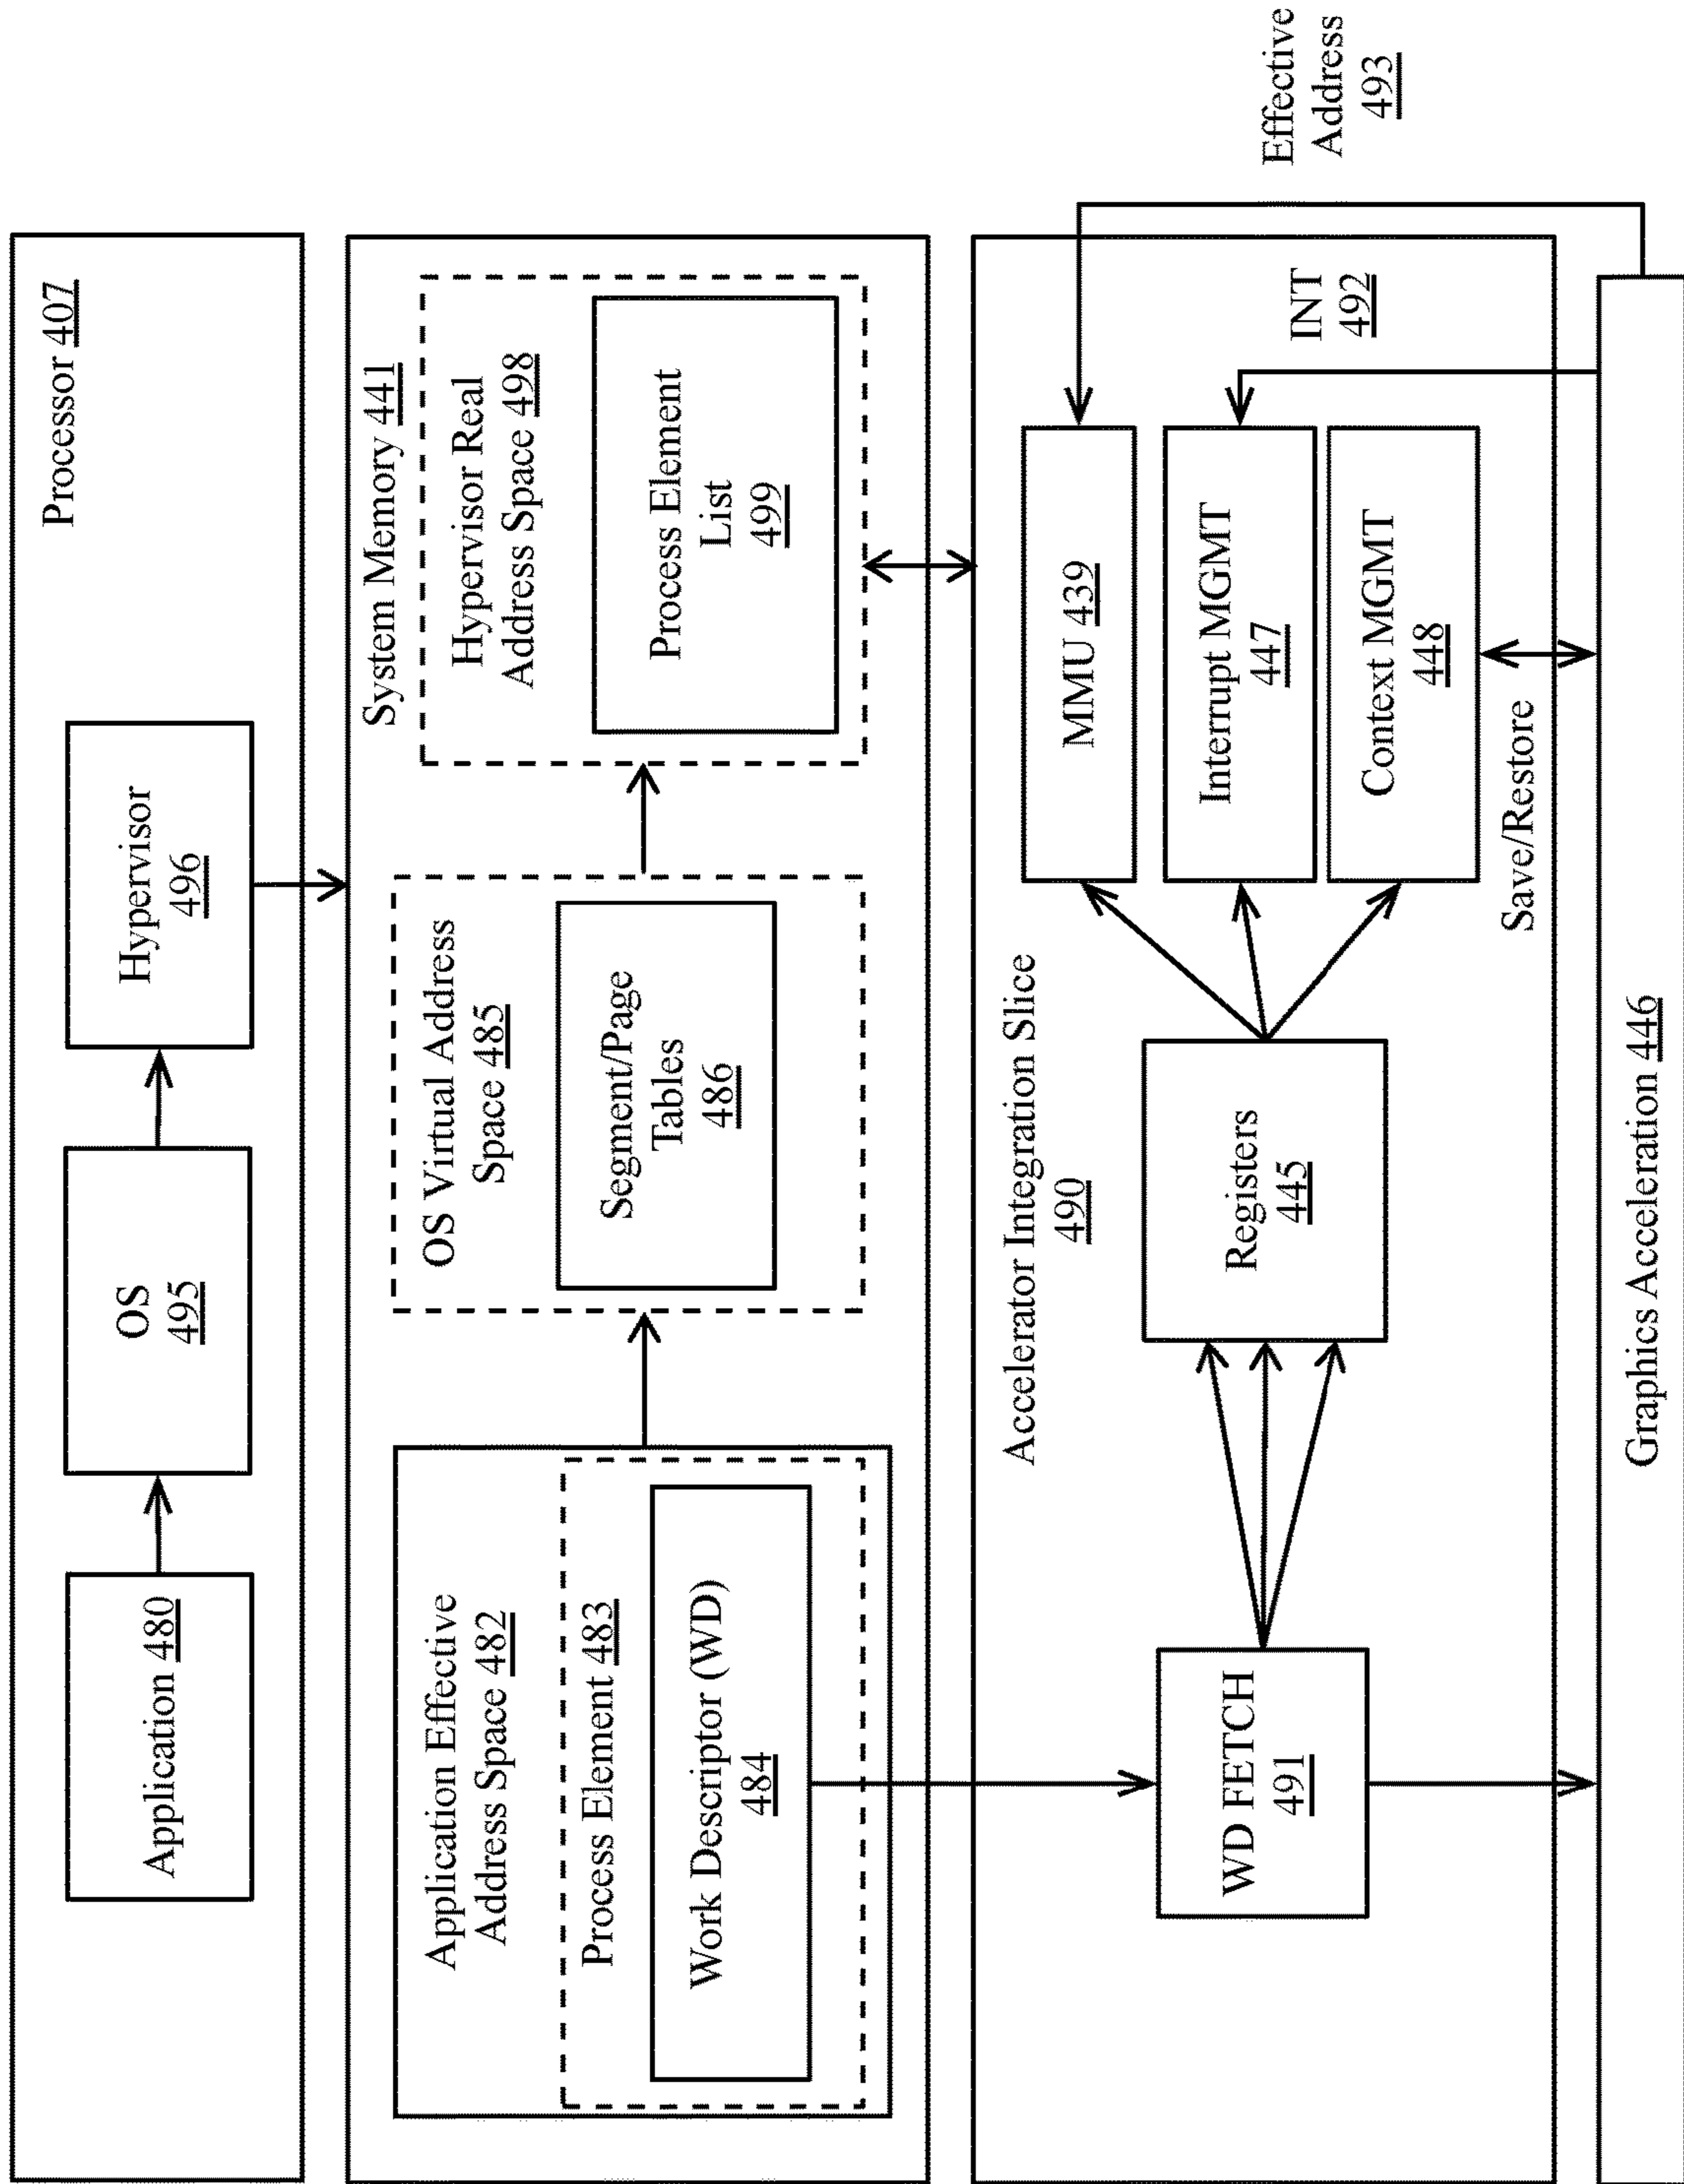 Processor 407
Application 480
OS
495
Hypervisor
496
System Memory 441
Application Effective
Address Space 482
Process Element 483
Work Descriptor (WD)
484
OS Virtual Address
Space 485
Segment/Page
Tables
486
Hypervisor Real
Address Space 498
Process Element
List
499
Accelerator Integration Slice
490
WD FETCH
491
Registers
445
MMU 439
Interrupt MGMT
447
Context MGMT
448
Save/Restore
INT
492
Effective
Address
493
Graphics Acceleration 446